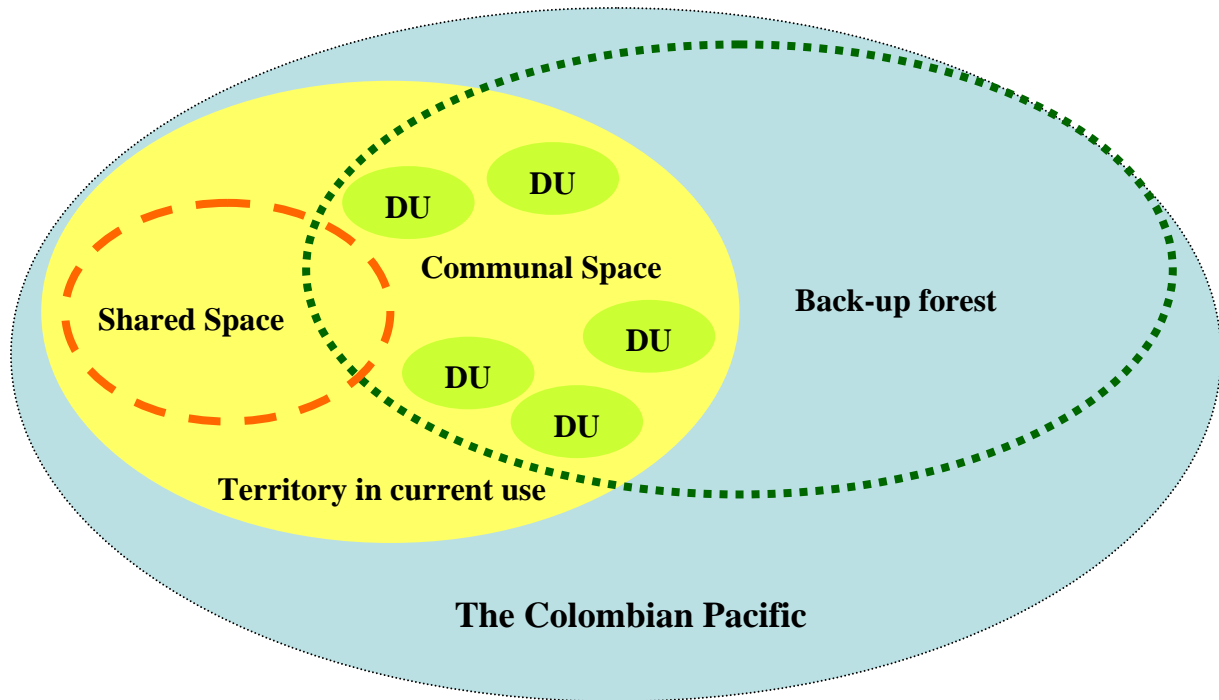 DU
DU
Communal Space
Back-up forest
Shared Space
DU
DU
DU
Territory in current use
The Colombian Pacific